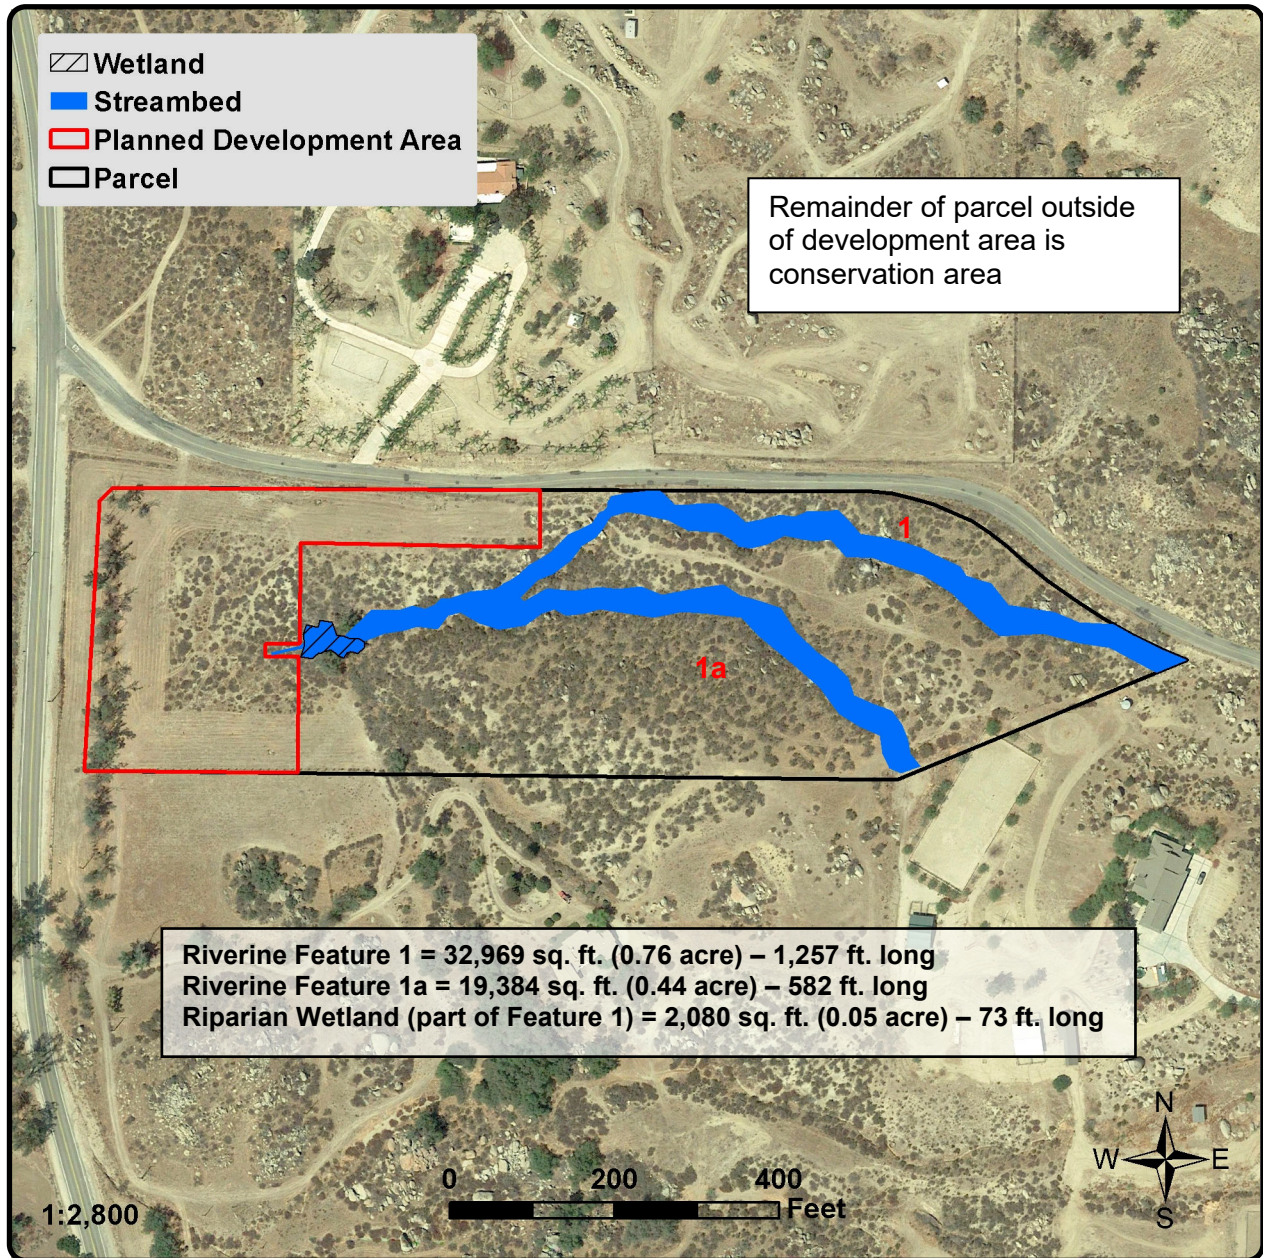 Wetland
Streambed
Planned Development Area
Parcel
Remainder of parcel outside
of development area is
conservation area
1
1a
Riverine Feature 1 = 32,969 sq. ft. (0.76 acre) – 1,257 ft. long
Riverine Feature 1a = 19,384 sq. ft. (0.44 acre) – 582 ft. long
Riparian Wetland (part of Feature 1) = 2,080 sq. ft. (0.05 acre) – 73 ft. long
N
W E
S
0 200 400
Feet
1:2,800